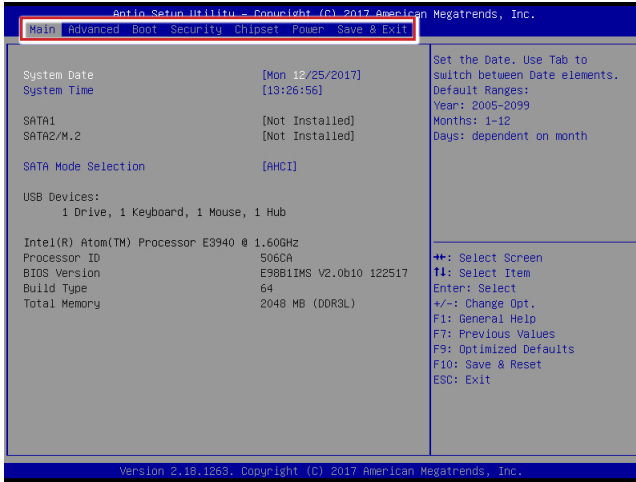 Aptio Setup Utility – Copyright (C) 2017 American Megatrends, Inc.
Main Advanced Boot Security Chipset Power Save & Exit
System Date [Mon 12/25/2017]
System Time [13:26:56]
SATA1 [Not Installed]
SATA2/M.2 [Not Installed]
SATA Mode Selection [AHCI]
USB Devices:
1 Drive, 1 Keyboard, 1 Mouse, 1 Hub
Intel(R) Atom(TM) Processor E3940 @ 1.60GHz
Processor ID 506CA
BIOS Version E98B1IMS V2.0b10 122517
Build Type 64
Total Memory 2048 MB (DDR3L)
Set the Date. Use Tab to
switch between Date elements.
Default Ranges:
Year: 2005-2099
Months: 1-12
Days: dependent on month
→←: Select Screen
↑↓: Select Item
Enter: Select
+/-: Change Opt.
F1: General Help
F7: Previous Values
F9: Optimized Defaults
F10: Save & Reset
ESC: Exit
Version 2.18.1263. Copyright (C) 2017 American Megatrends, Inc.